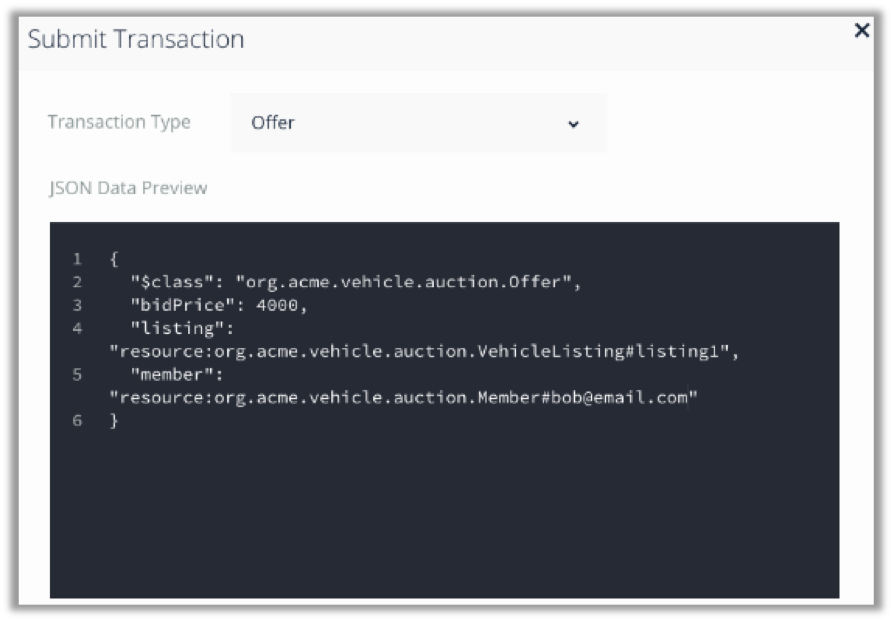 Submit Transaction
Transaction Type
Offer
JSON Data Preview
1 {
2 "$class": "org.acme.vehicle.auction.Offer",
3 "bidPrice": 4000,
4 "listing":
"resource:org.acme.vehicle.auction.VehicleListing#listing1",
5 "member":
"resource:org.acme.vehicle.auction.Member#bob@email.com"
6 }